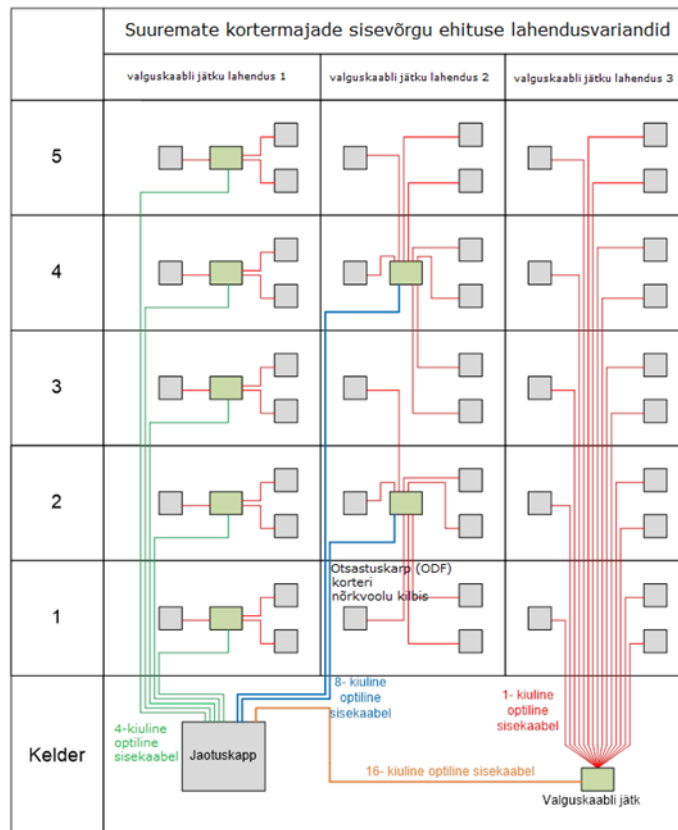 Suuremate kortermajade sisevõrgu ehituse lahendusvariandid
valguskaabli jätku lahendus 1
valguskaabli jätku lahendus 2
valguskaabli jätku lahendus 3
5
4
3
2
1
Otsastuskarp (ODF)
korteri
nõrkvoolu kilbis
Kelder
4-kiuline
optiline
sisekaabel
Jaotuskapp
8- kiuline
optiline
sisekaabel
16- kiuline optiline sisekaabel
1- kiuline
optiline
sisekaabel
Valguskaabli jätk